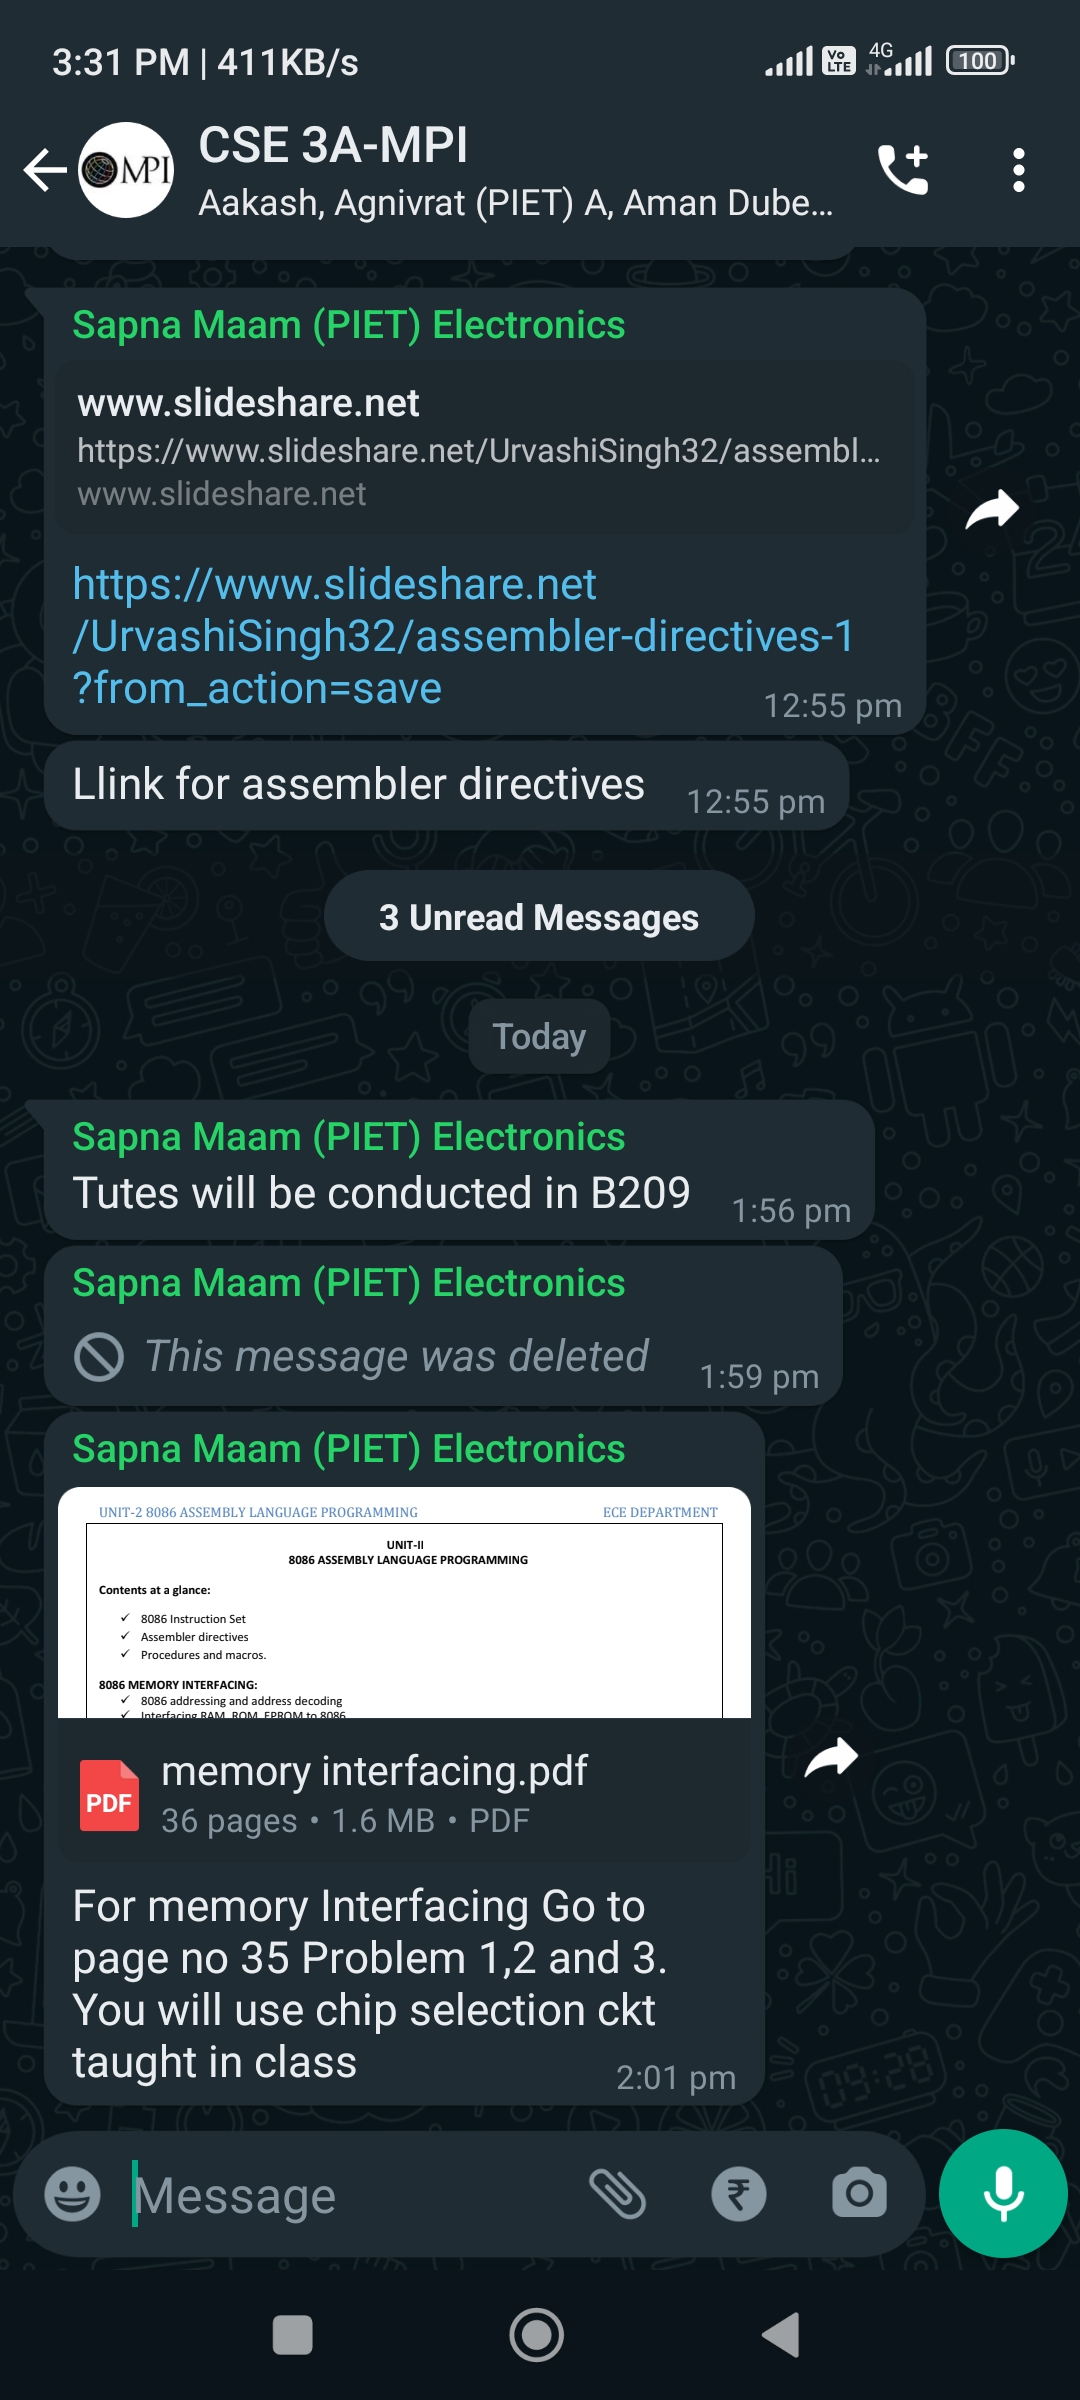 3:31 PM | 411KB/s
Vo LTE
4G
100
MPI
CSE 3A-MPI
Aakash, Agnivrat (PIET) A, Aman Dube...
Sapna Maam (PIET) Electronics
www.slideshare.net
https://www.slideshare.net/UrvashiSingh32/assembl...
www.slideshare.net
https://www.slideshare.net
/UrvashiSingh32/assembler-directives-1
?from_action=save
12:55 pm
Llink for assembler directives
12:55 pm
3 Unread Messages
Today
Sapna Maam (PIET) Electronics
Tutes will be conducted in B209
1:56 pm
Sapna Maam (PIET) Electronics
This message was deleted
1:59 pm
Sapna Maam (PIET) Electronics
UNIT-2 8086 ASSEMBLY LANGUAGE PROGRAMMING ECE DEPARTMENT
UNIT-II
8086 ASSEMBLY LANGUAGE PROGRAMMING
Contents at a glance:
✓ 8086 Instruction Set
✓ Assembler directives
✓ Procedures and macros.
8086 MEMORY INTERFACING:
✓ 8086 addressing and address decoding
✓ Interfacing RAM, ROM, EPROM to 8086
PDF
memory interfacing.pdf
36 pages • 1.6 MB • PDF
For memory Interfacing Go to
page no 35 Problem 1,2 and 3.
You will use chip selection ckt
taught in class
2:01 pm
Message
₹